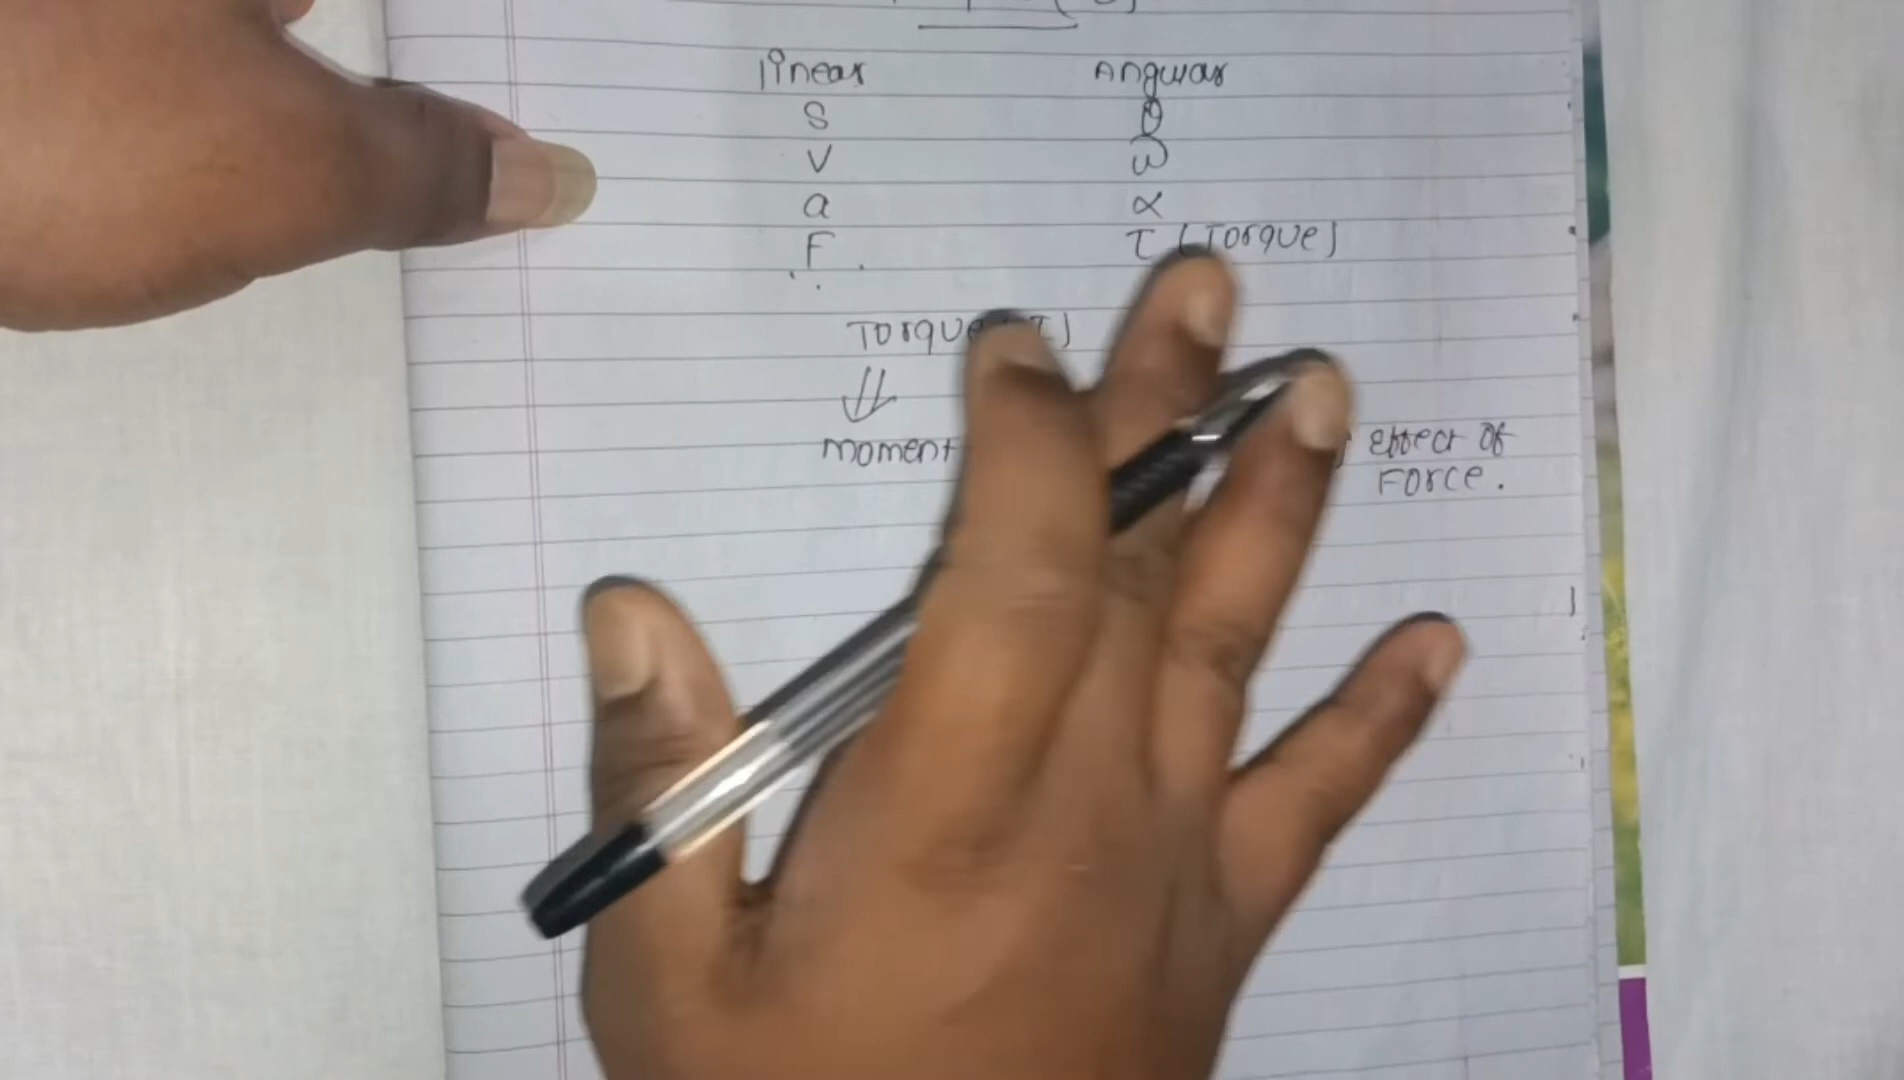 linear Angular
S θ
V ω
a α
F τ (Torque)
Torque
⇓
moment Effect of
Force.